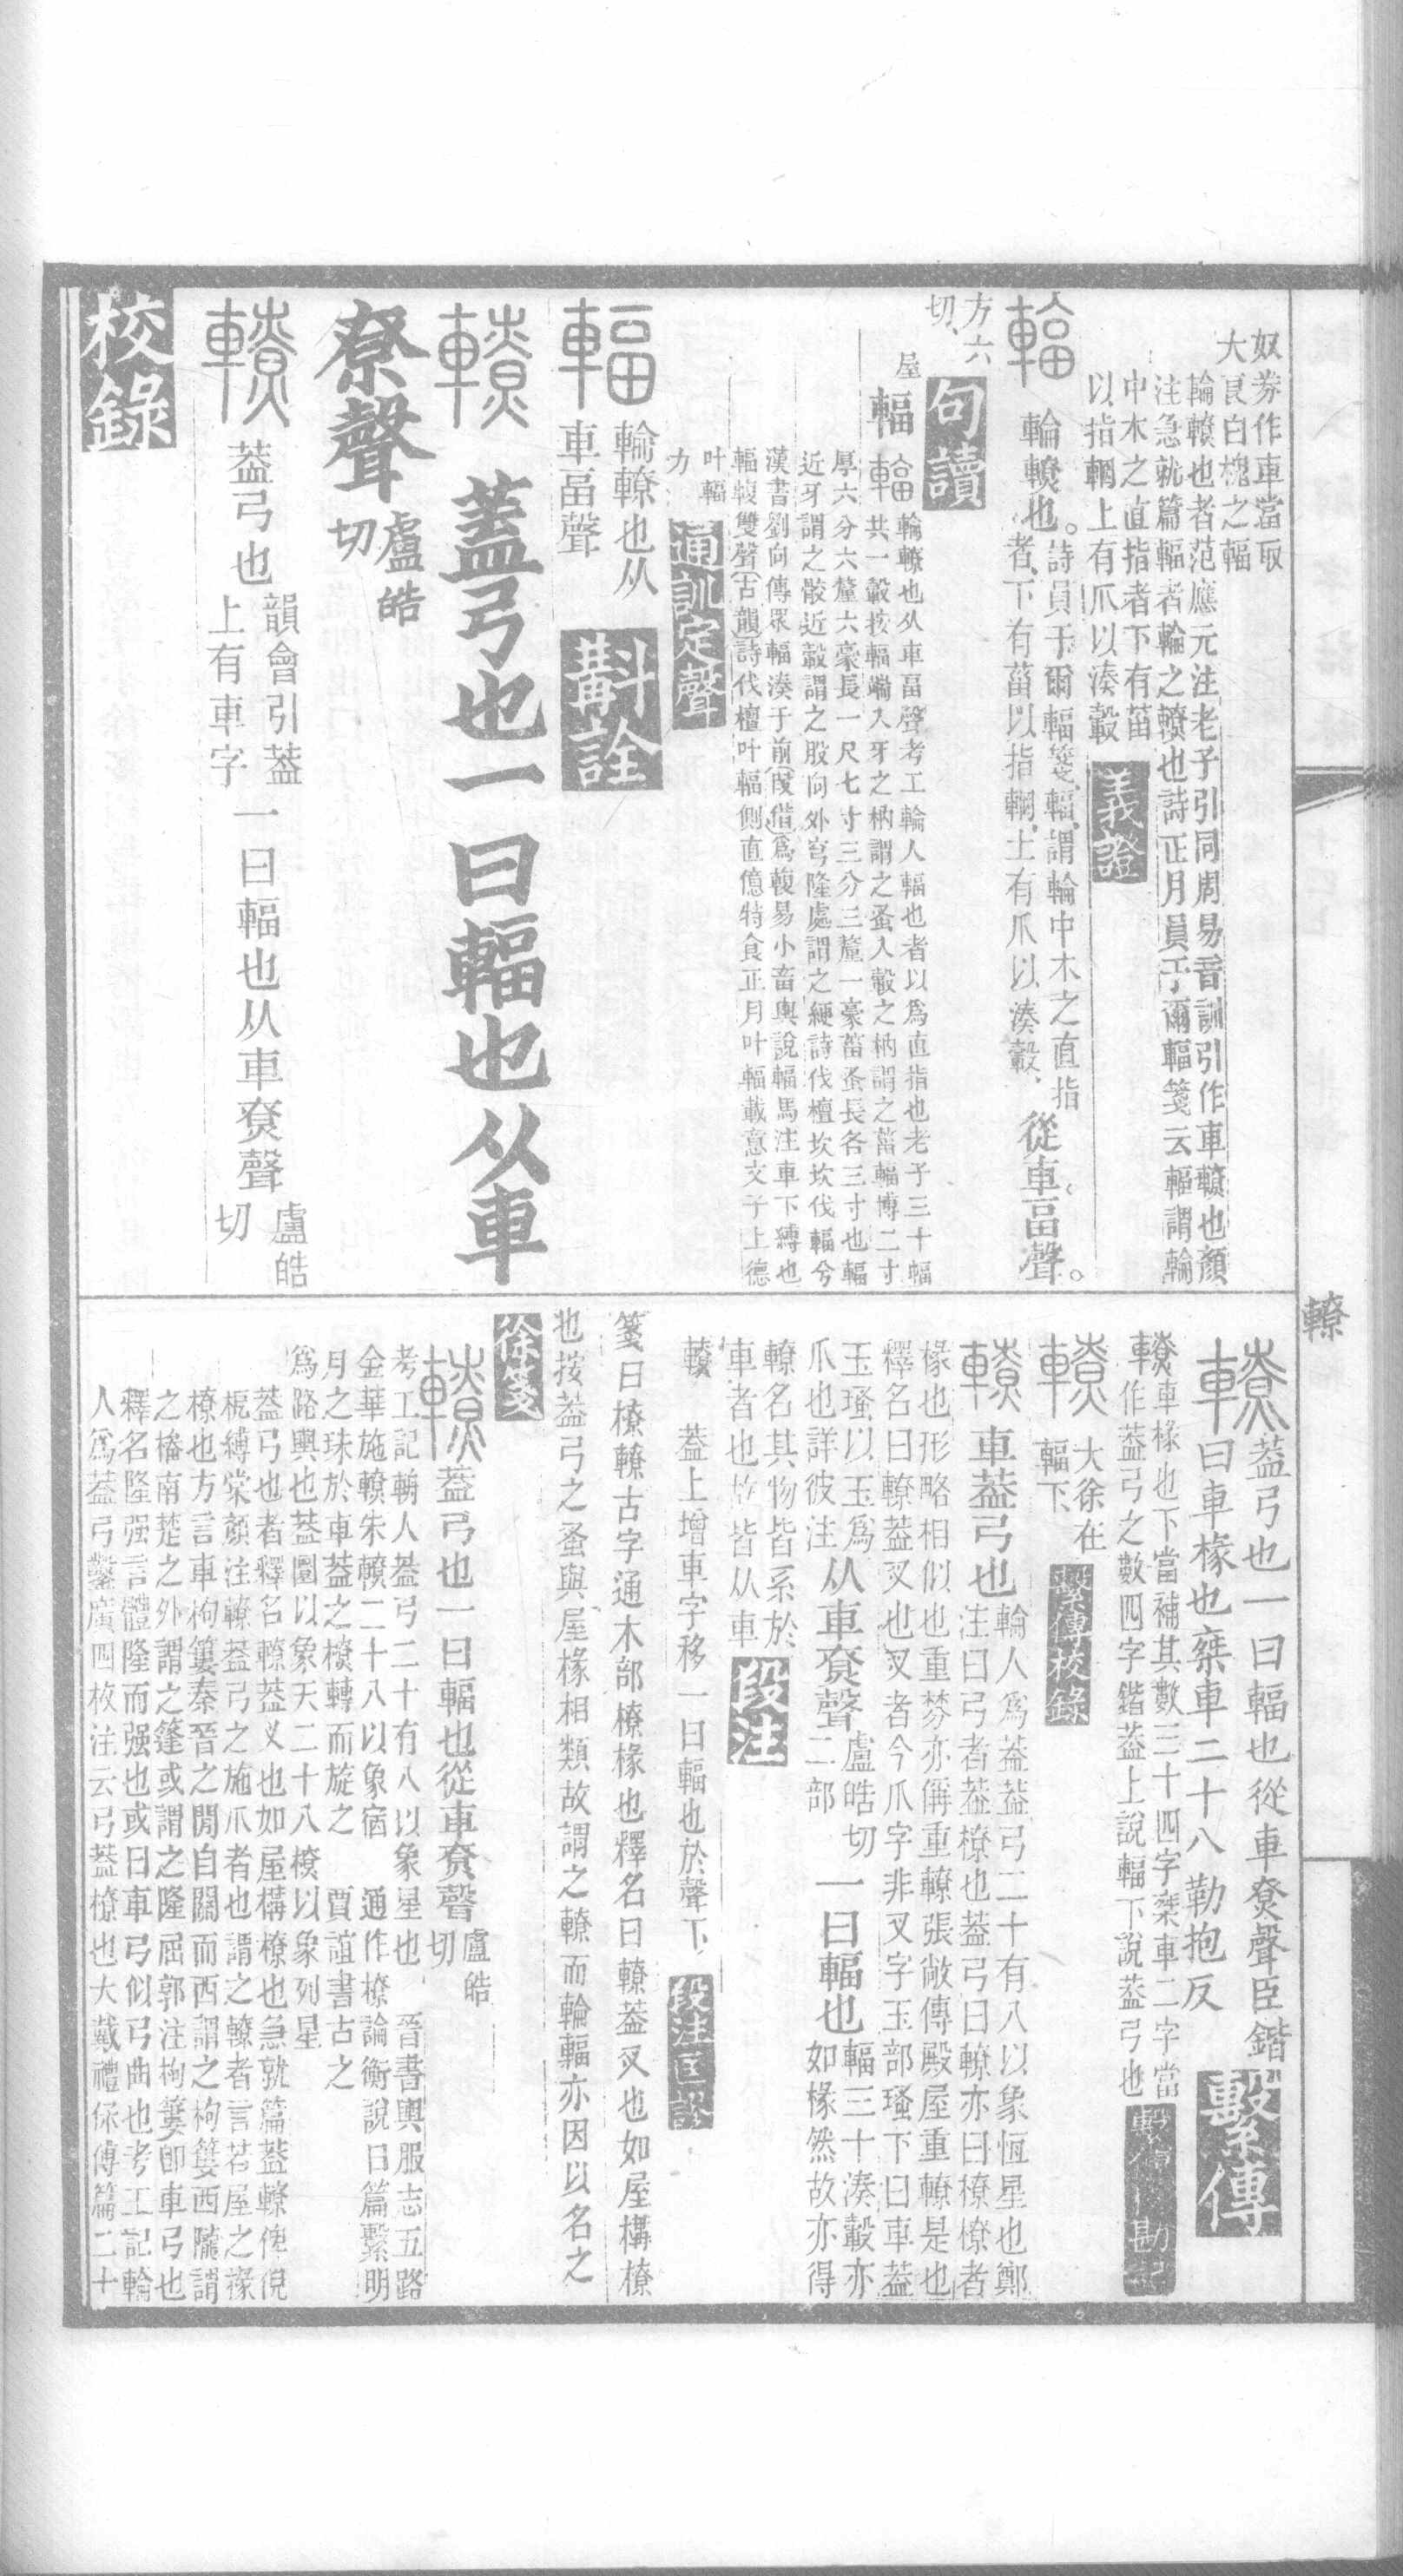 奴券作車當取
大良白槐之輻
輪轑也者范應元注老子引同周易音訓引作車轑也顏
注急就篇輻者輪之轑也詩正月員于爾輻箋云輻謂輪
中木之直指者下有菑
以指輞上有爪以湊轂
義證
輻
輪轑也。詩員于爾輻箋輻謂輪中木之直指
者下有菑以指輞上有爪以湊轂
從車畐聲。
方六
切
句讀
屋
輻
輻輪轑也从車畐聲考工輪人輻也者以爲直指也老子三十輻
共一轂按輻端入牙之枘謂之蚤入轂之枘謂之菑輻博二寸
厚六分六釐六豪長一尺七寸三分三釐一豪菑蚤長各三寸也輻
近牙謂之骹近轂謂之股向外穹隆處謂之綆詩伐檀坎坎伐輻兮
漢書劉向傳眾輻湊于前叚借爲輹易小畜輿說輻馬注車下縛也
輻輹雙聲古韻詩伐檀叶輻側直億特食正月叶輻載意文子上德
叶輻
力
通訓定聲
輻
輪轑也从
車畐聲
斠詮
轑
蓋弓也一曰輻也从車
尞聲
盧皓
切
轑
蓋弓也
韻會引蓋
上有車字
一曰輻也从車尞聲
盧皓
切
校錄
轑
轑
蓋弓也一曰輻也從車尞聲臣鍇
曰車椽也桒車二十八勒抱反
繫傳
轑
車椽也下當補其數二十四字桒車二字當
作蓋弓之數四字鍇蓋上說輻下說蓋弓也
轑
大徐在
輻下
繫傳校錄
轑
車蓋弓也
輪人爲蓋蓋弓二十有八以象恆星也鄭
注曰弓者蓋橑也蓋弓曰轑亦曰橑橑者
椽也形略相似也重棼亦偁重轑張敞傳殿屋重轑是也
釋名曰轑蓋叉也叉者今爪字非叉字玉部瑵下曰車蓋
玉瑵以玉爲
爪也詳彼注
从車尞聲
盧皓切
二部
一曰輻也
輻三十湊轂亦
如椽然故亦得
轑名其物皆系於
車者也故皆从車
段注
轑
蓋上增車字移一曰輻也於聲下
段注匡謬
箋曰橑轑古字通木部橑椽也釋名曰轑蓋叉也如屋構橑
也按蓋弓之蚤與屋椽相類故謂之轑而輪輻亦因以名之
徐箋
轑
蓋弓也一曰輻也從車尞聲
盧皓
切
考工記輈人蓋弓二十有八以象星也 晉書輿服志五路
金華施轑朱轑二十八以象宿 通作橑論衡說日篇繫明
月之珠於車蓋之橑轉而旋之 賈誼書古之
爲路輿也蓋圜以象天二十八橑以象列星
蓋弓也者釋名轑蓋叉也如屋構橑也急就篇蓋轑俾倪
枙縛棠顏注轑蓋弓之施爪者也謂之轑者言若屋之椽
橑也方言車枸簍秦晉之閒自關而西謂之枸簍西隴謂
之㮥南楚之外謂之篷或謂之隆屈郭注枸簍卽車弓也
釋名隆强言體隆而强也或曰車弓似弓曲也考工記輪
人爲蓋弓鑿廣四枚注云弓蓋橑也大戴禮保傅篇二十